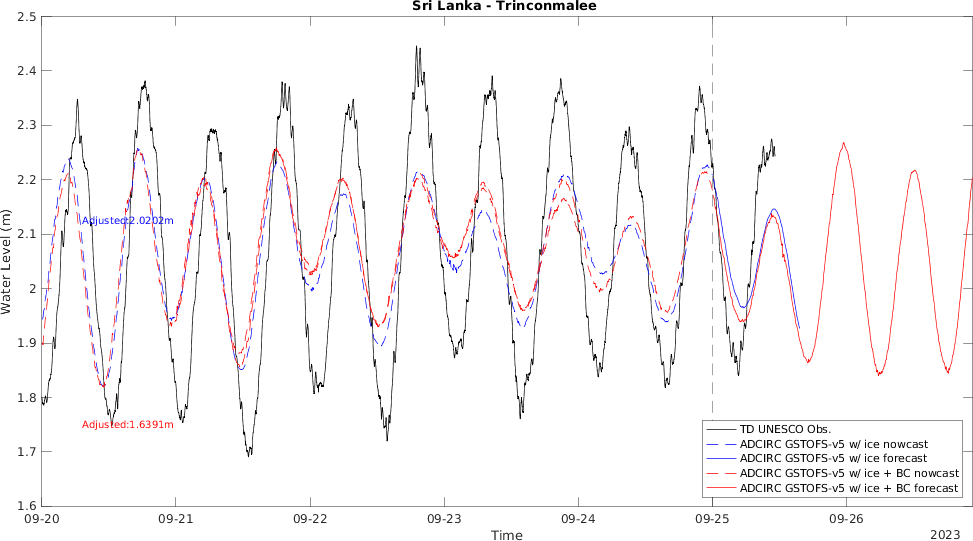 Sri Lanka - Trinconmalee
2.5
2.4
2.3
2.2
2.1
2
1.9
1.8
1.7
1.6
Water Level (m)
Adjusted:2.0202m
Adjusted:1.6391m
TD UNESCO Obs.
ADCIRC GSTOFS-v5 w/ ice nowcast
ADCIRC GSTOFS-v5 w/ ice forecast
ADCIRC GSTOFS-v5 w/ ice + BC nowcast
ADCIRC GSTOFS-v5 w/ ice + BC forecast
09-20 09-21 09-22 09-23 09-24 09-25 09-26
Time
2023